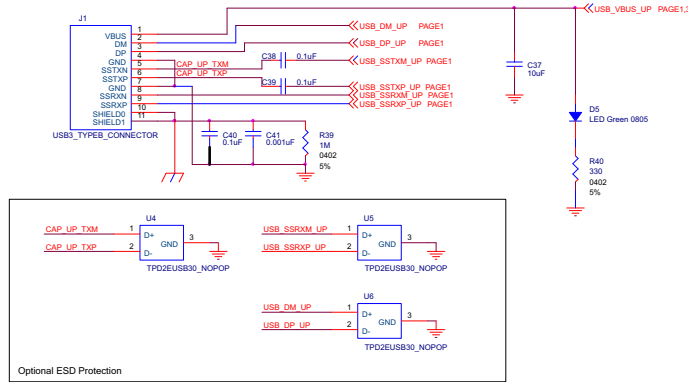 USB_VBUS_UP PAGE1,3
J1
1
VBUS
2
DM
USB_DM_UP PAGE1
3
DP
USB_DP_UP PAGE1
4
GND
5
SSTXN
CAP_UP_TXM
C38
0.1uF
USB_SSTXM_UP PAGE1
6
SSTXP
CAP_UP_TXP
7
GND
C39
0.1uF
USB_SSTXP_UP PAGE1
8
SSRXN
USB_SSRXM_UP PAGE1
9
SSRXP
USB_SSRXP_UP PAGE1
10
SHIELD0
11
SHIELD1
USB3_TYPEB_CONNECTOR
C37
10uF
D5
LED Green 0805
C40
0.1uF
C41
0.001uF
R39
1M
0402
5%
R40
330
0402
5%
U4
CAP_UP_TXM
1
D+
CAP_UP_TXP
2
D-
GND
3
TPD2EUSB30_NOPOP
U5
USB_SSRXM_UP
1
D+
USB_SSRXP_UP
2
D-
GND
3
TPD2EUSB30_NOPOP
U6
USB_DM_UP
1
D+
USB_DP_UP
2
D-
GND
3
TPD2EUSB30_NOPOP
Optional ESD Protection